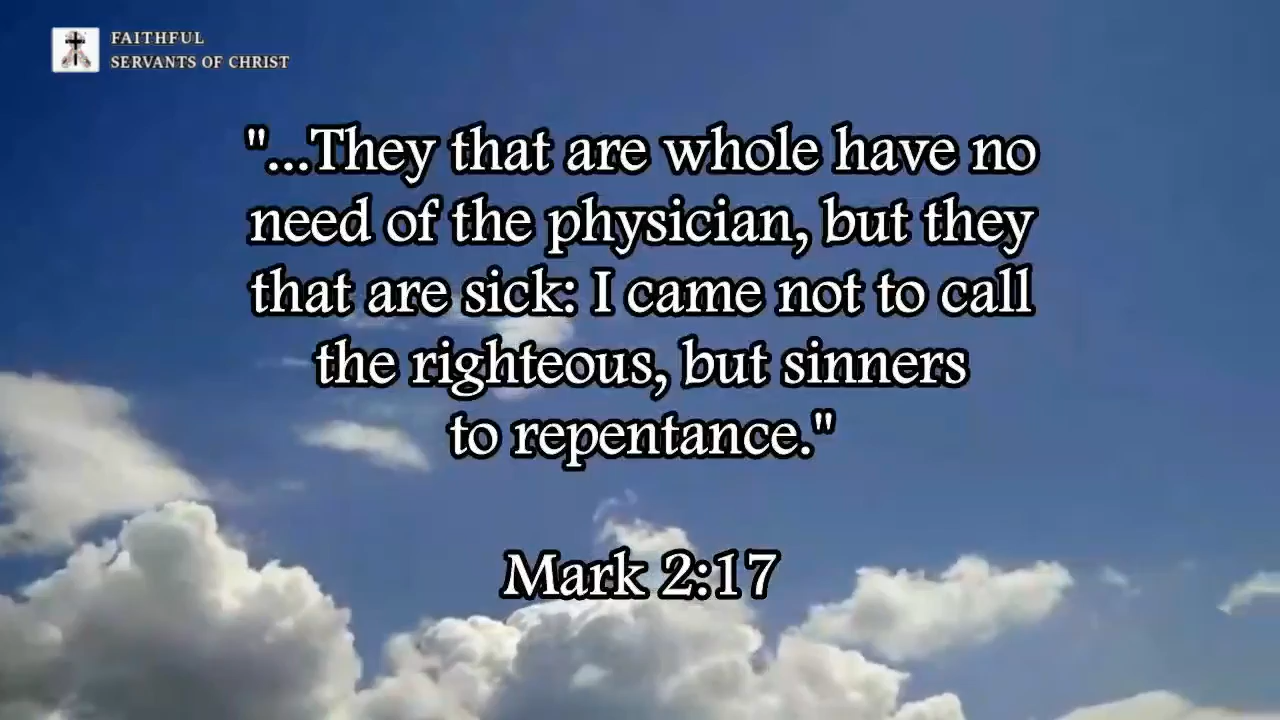 FAITHFUL
SERVANTS OF CHRIST
"...They that are whole have no
need of the physician, but they
that are sick: I came not to call
the righteous, but sinners
to repentance."
Mark 2:17